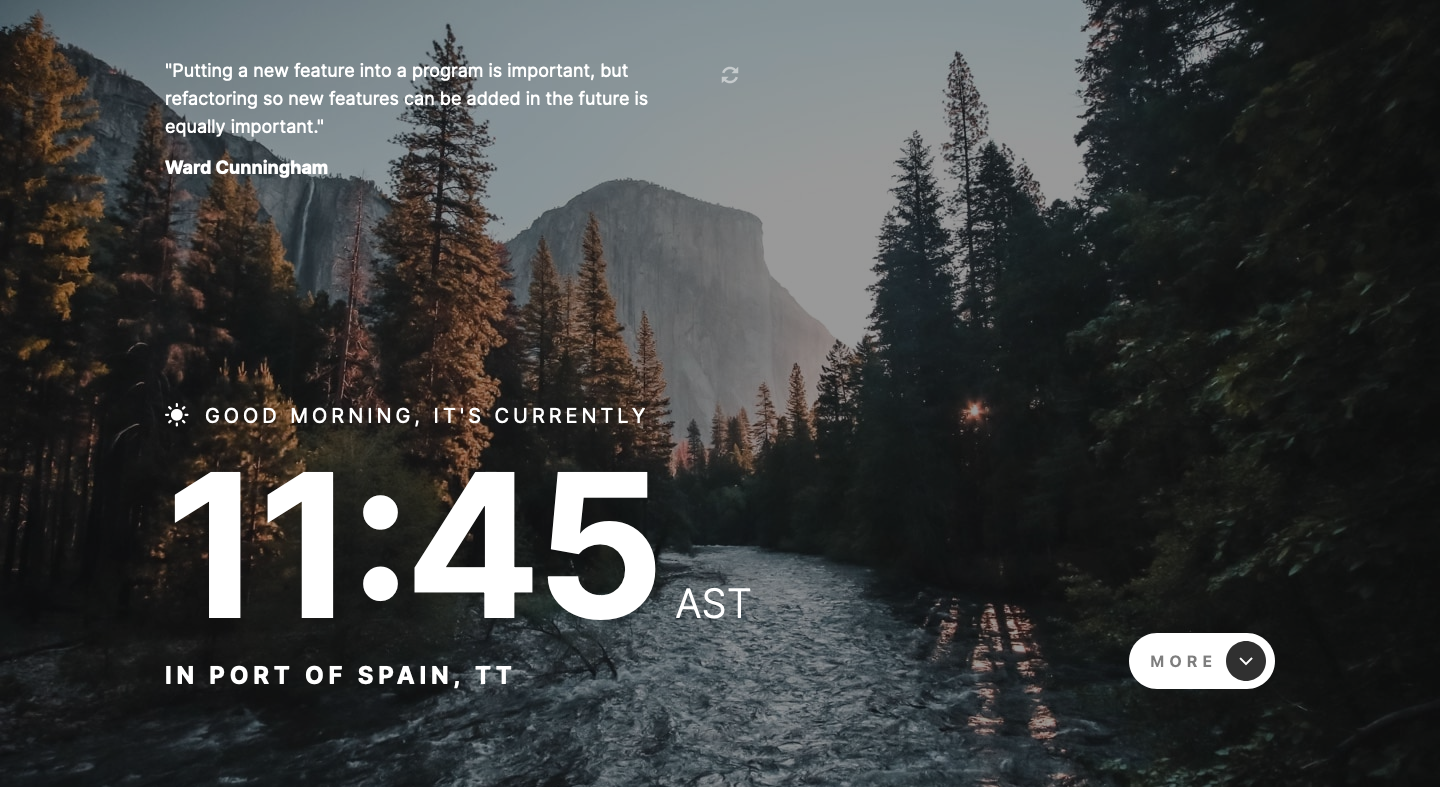 "Putting a new feature into a program is important, but
refactoring so new features can be added in the future is
equally important."
Ward Cunningham
GOOD MORNING, IT'S CURRENTLY
11:45 AST
IN PORT OF SPAIN, TT
MORE